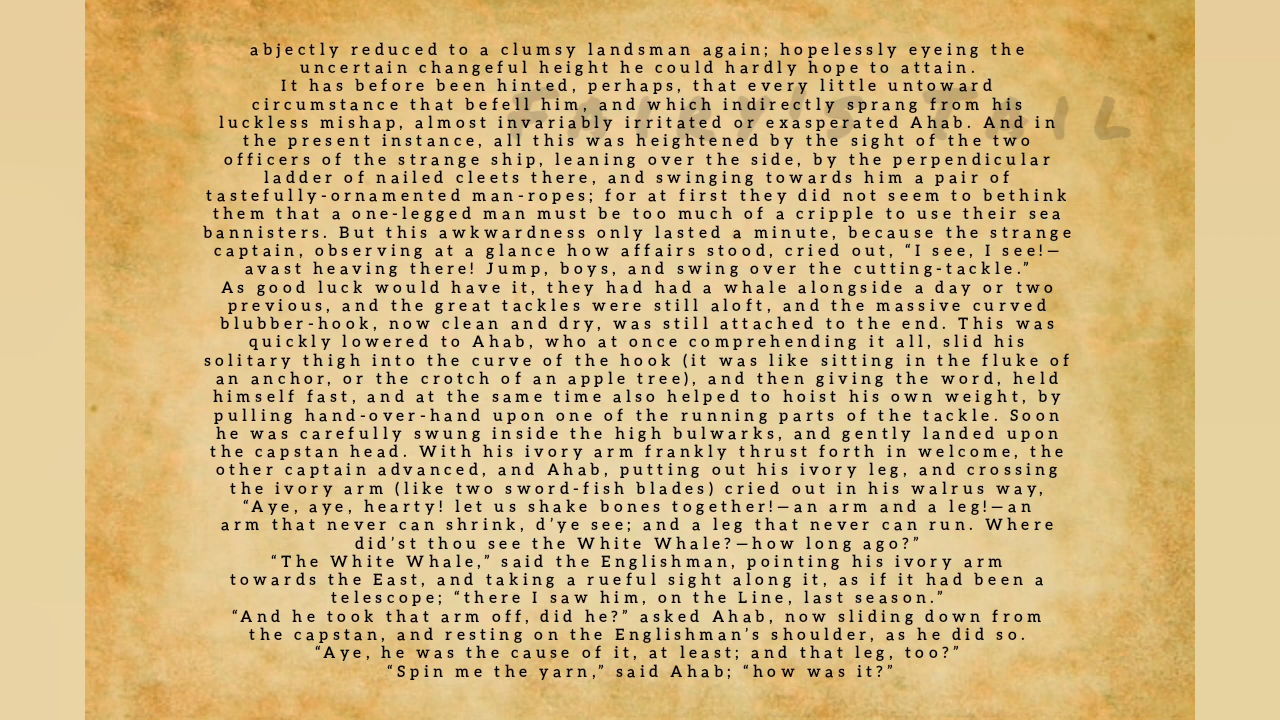 abjectly reduced to a clumsy landsman again; hopelessly eyeing the
uncertain changeful height he could hardly hope to attain.
It has before been hinted, perhaps, that every little untoward
circumstance that befell him, and which indirectly sprang from his
luckless mishap, almost invariably irritated or exasperated Ahab. And in
the present instance, all this was heightened by the sight of the two
officers of the strange ship, leaning over the side, by the perpendicular
ladder of nailed cleets there, and swinging towards him a pair of
tastefully-ornamented man-ropes; for at first they did not seem to bethink
them that a one-legged man must be too much of a cripple to use their sea
bannisters. But this awkwardness only lasted a minute, because the strange
captain, observing at a glance how affairs stood, cried out, “I see, I see!—
avast heaving there! Jump, boys, and swing over the cutting-tackle.”
As good luck would have it, they had had a whale alongside a day or two
previous, and the great tackles were still aloft, and the massive curved
blubber-hook, now clean and dry, was still attached to the end. This was
quickly lowered to Ahab, who at once comprehending it all, slid his
solitary thigh into the curve of the hook (it was like sitting in the fluke of
an anchor, or the crotch of an apple tree), and then giving the word, held
himself fast, and at the same time also helped to hoist his own weight, by
pulling hand-over-hand upon one of the running parts of the tackle. Soon
he was carefully swung inside the high bulwarks, and gently landed upon
the capstan head. With his ivory arm frankly thrust forth in welcome, the
other captain advanced, and Ahab, putting out his ivory leg, and crossing
the ivory arm (like two sword-fish blades) cried out in his walrus way,
“Aye, aye, hearty! let us shake bones together!—an arm and a leg!—an
arm that never can shrink, d’ye see; and a leg that never can run. Where
did’st thou see the White Whale?—how long ago?”
“The White Whale,” said the Englishman, pointing his ivory arm
towards the East, and taking a rueful sight along it, as if it had been a
telescope; “there I saw him, on the Line, last season.”
“And he took that arm off, did he?” asked Ahab, now sliding down from
the capstan, and resting on the Englishman’s shoulder, as he did so.
“Aye, he was the cause of it, at least; and that leg, too?”
“Spin me the yarn,” said Ahab; “how was it?”